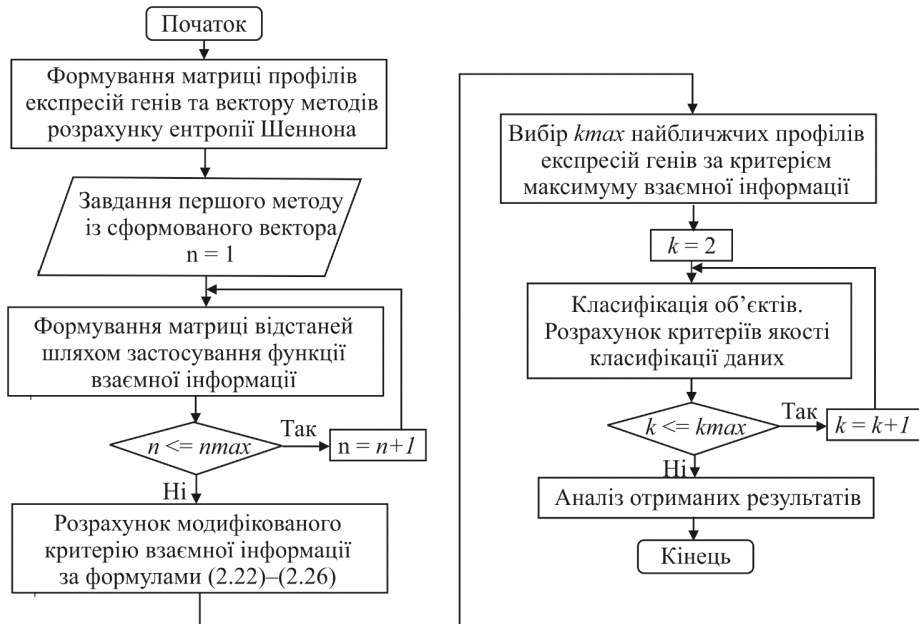 Початок
Формування матриці профілів
експресій генів та вектору методів
розрахунку ентропії Шеннона
Завдання першого методу
із сформованого вектора
n = 1
Формування матриці відстаней
шляхом застосування функції
взаємної інформації
n <= nmax
Так
n = n+1
Ні
Розрахунок модифікованого
критерію взаємної інформації
за формулами (2.22)–(2.26)
Вибір kmax найбличжчих профілів
експресій генів за критерієм
максимуму взаємної інформації
k = 2
Класифікація об’єктів.
Розрахунок критеріїв якості
класифікації даних
k <= kmax
Так
k = k+1
Ні
Аналіз отриманих результатів
Кінець